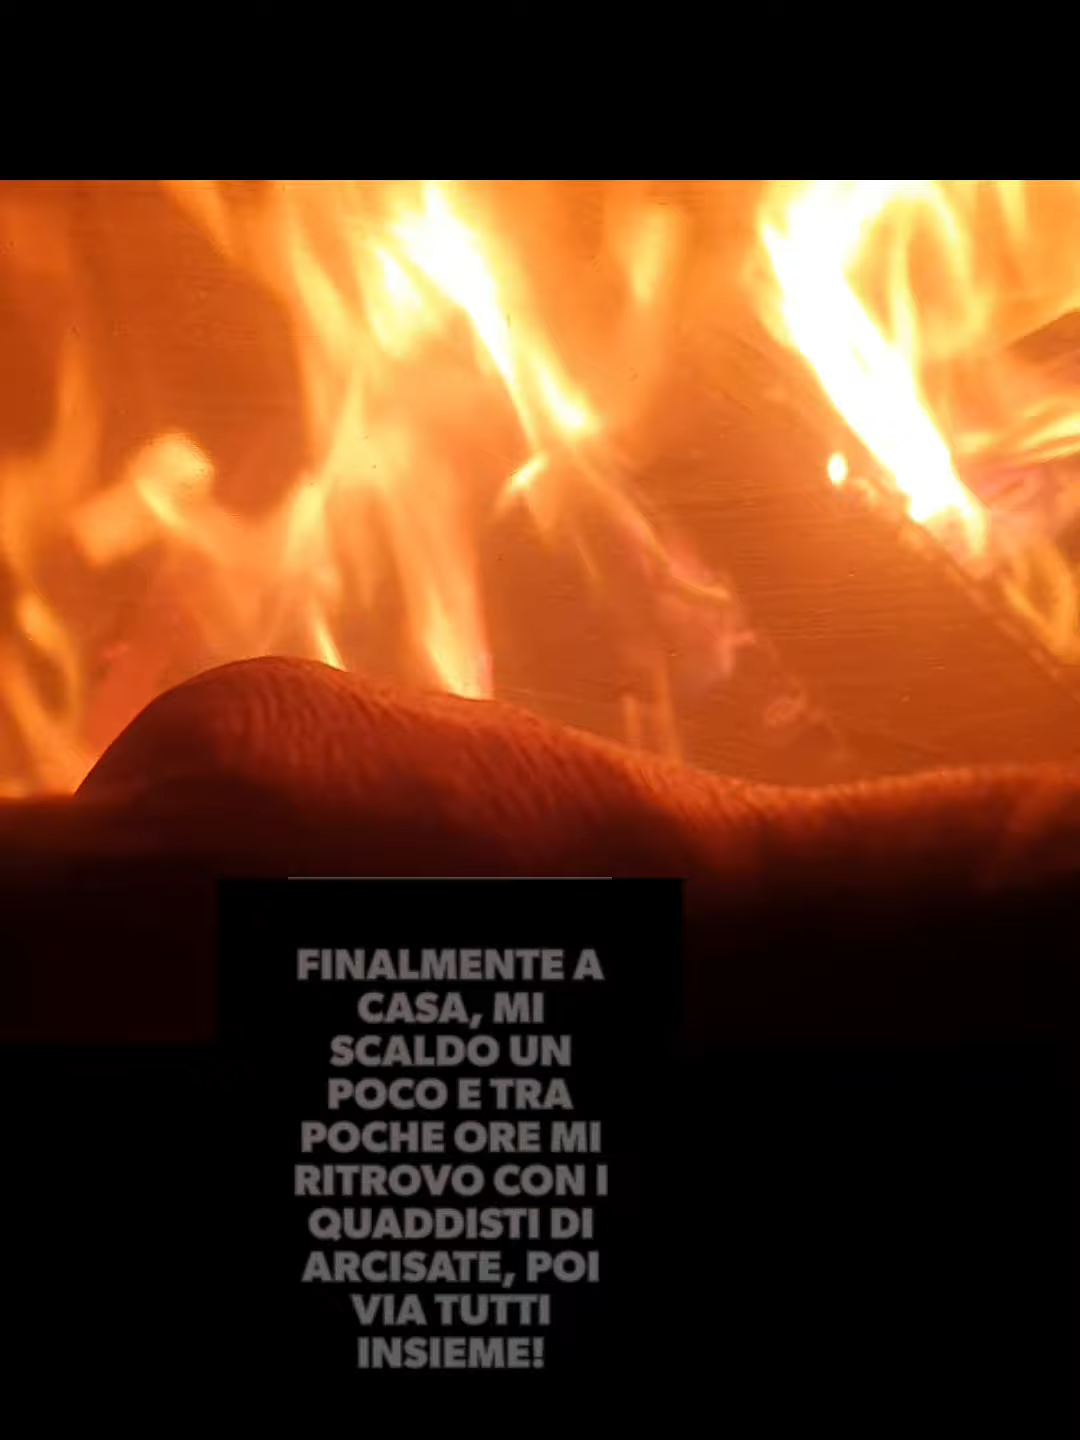 FINALMENTE A
CASA, MI
SCALDO UN
POCO E TRA
POCHE ORE MI
RITROVO CON I
QUADDISTI DI
ARCISATE, POI
VIA TUTTI
INSIEME!